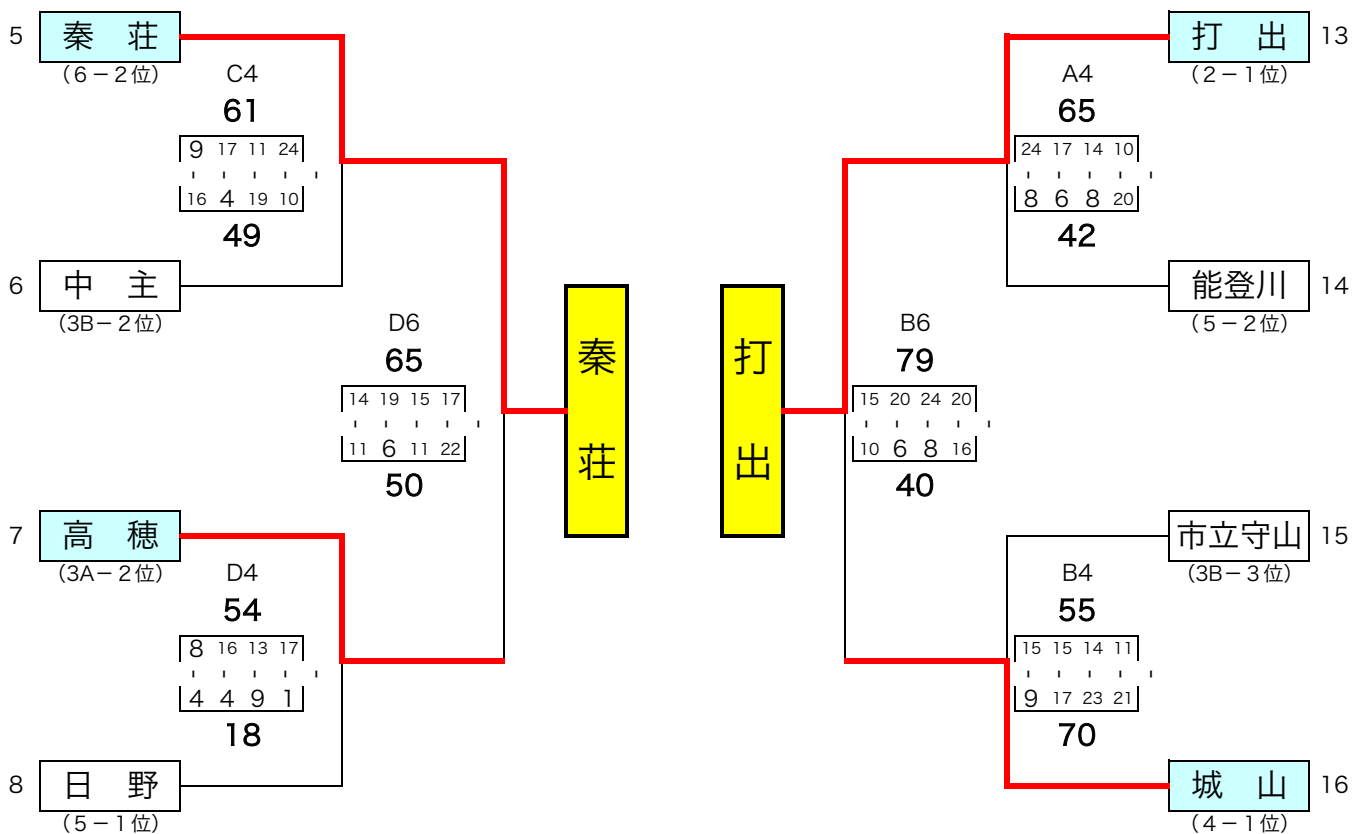 5 秦 荘
(6－2位)
C4
61
9 17 11 24
16 4 19 10
49
6 中 主
(3B－2位)
D6
65
14 19 15 17
11 6 11 22
50
7 高 穂
(3A－2位)
D4
54
8 16 13 17
4 4 9 1
18
8 日 野
(5－1位)
秦荘
打出
打 出 13
(2－1位)
A4
65
24 17 14 10
8 6 8 20
42
能登川 14
(5－2位)
B6
79
15 20 24 20
10 6 8 16
40
市立守山 15
(3B－3位)
B4
55
15 15 14 11
9 17 23 21
70
城 山 16
(4－1位)